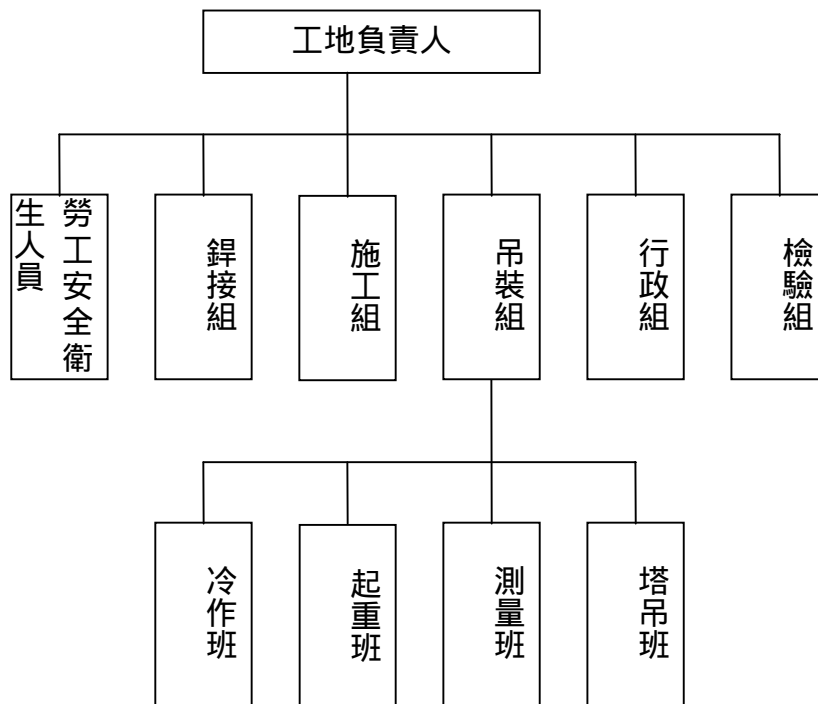 工地負責人
勞工安全衛
生人員
銲接組
施工組
吊裝組
行政組
檢驗組
冷作班
起重班
測量班
塔吊班